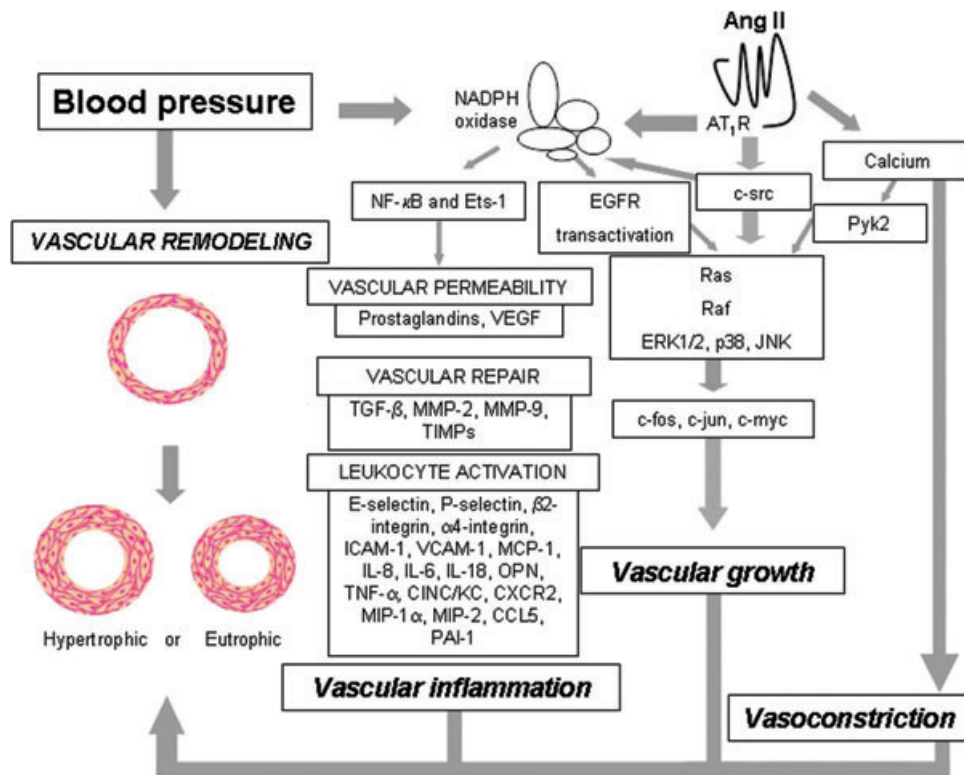 Ang II
Blood pressure
NADPH
oxidase
AT1R
Calcium
NF-κB and Ets-1
EGFR
transactivation
c-src
Pyk2
VASCULAR REMODELING
Ras
Raf
ERK1/2, p38, JNK
VASCULAR PERMEABILITY
Prostaglandins, VEGF
VASCULAR REPAIR
TGF-β, MMP-2, MMP-9,
TIMPs
c-fos, c-jun, c-myc
LEUKOCYTE ACTIVATION
E-selectin, P-selectin, β2-
integrin, α4-integrin,
ICAM-1, VCAM-1, MCP-1,
IL-8, IL-6, IL-18, OPN,
TNF-α, CINC/KC, CXCR2,
MIP-1α, MIP-2, CCL5,
PAI-1
Vascular growth
Hypertrophic or Eutrophic
Vascular inflammation
Vasoconstriction